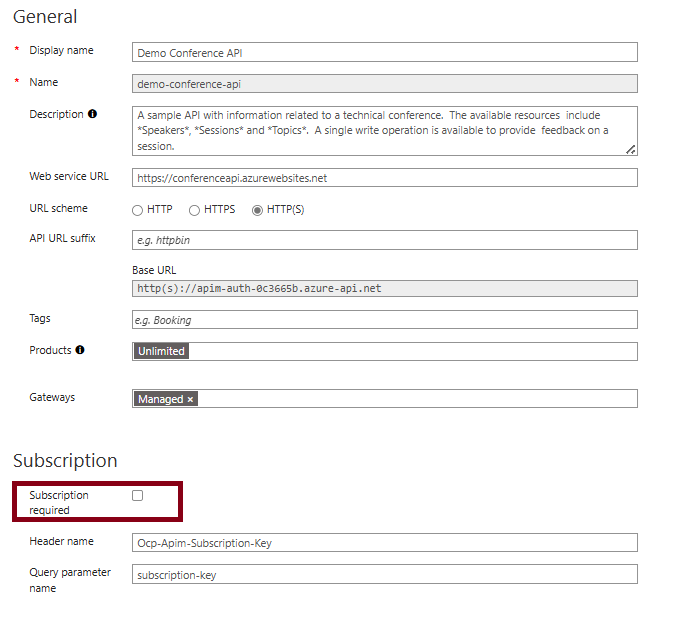 General
* Display name
Demo Conference API
* Name
demo-conference-api
Description
A sample API with information related to a technical conference.  The available resources  include
*Speakers*, *Sessions* and *Topics*.  A single write operation is available to provide  feedback on a
session.
Web service URL
https://conferenceapi.azurewebsites.net
URL scheme
HTTP HTTPS HTTP(S)
API URL suffix
e.g. httpbin
Base URL
http(s)://apim-auth-0c3665b.azure-api.net
Tags
e.g. Booking
Products
Unlimited
Gateways
Managed ×
Subscription
Subscription
required
Header name
Ocp-Apim-Subscription-Key
Query parameter
name
subscription-key